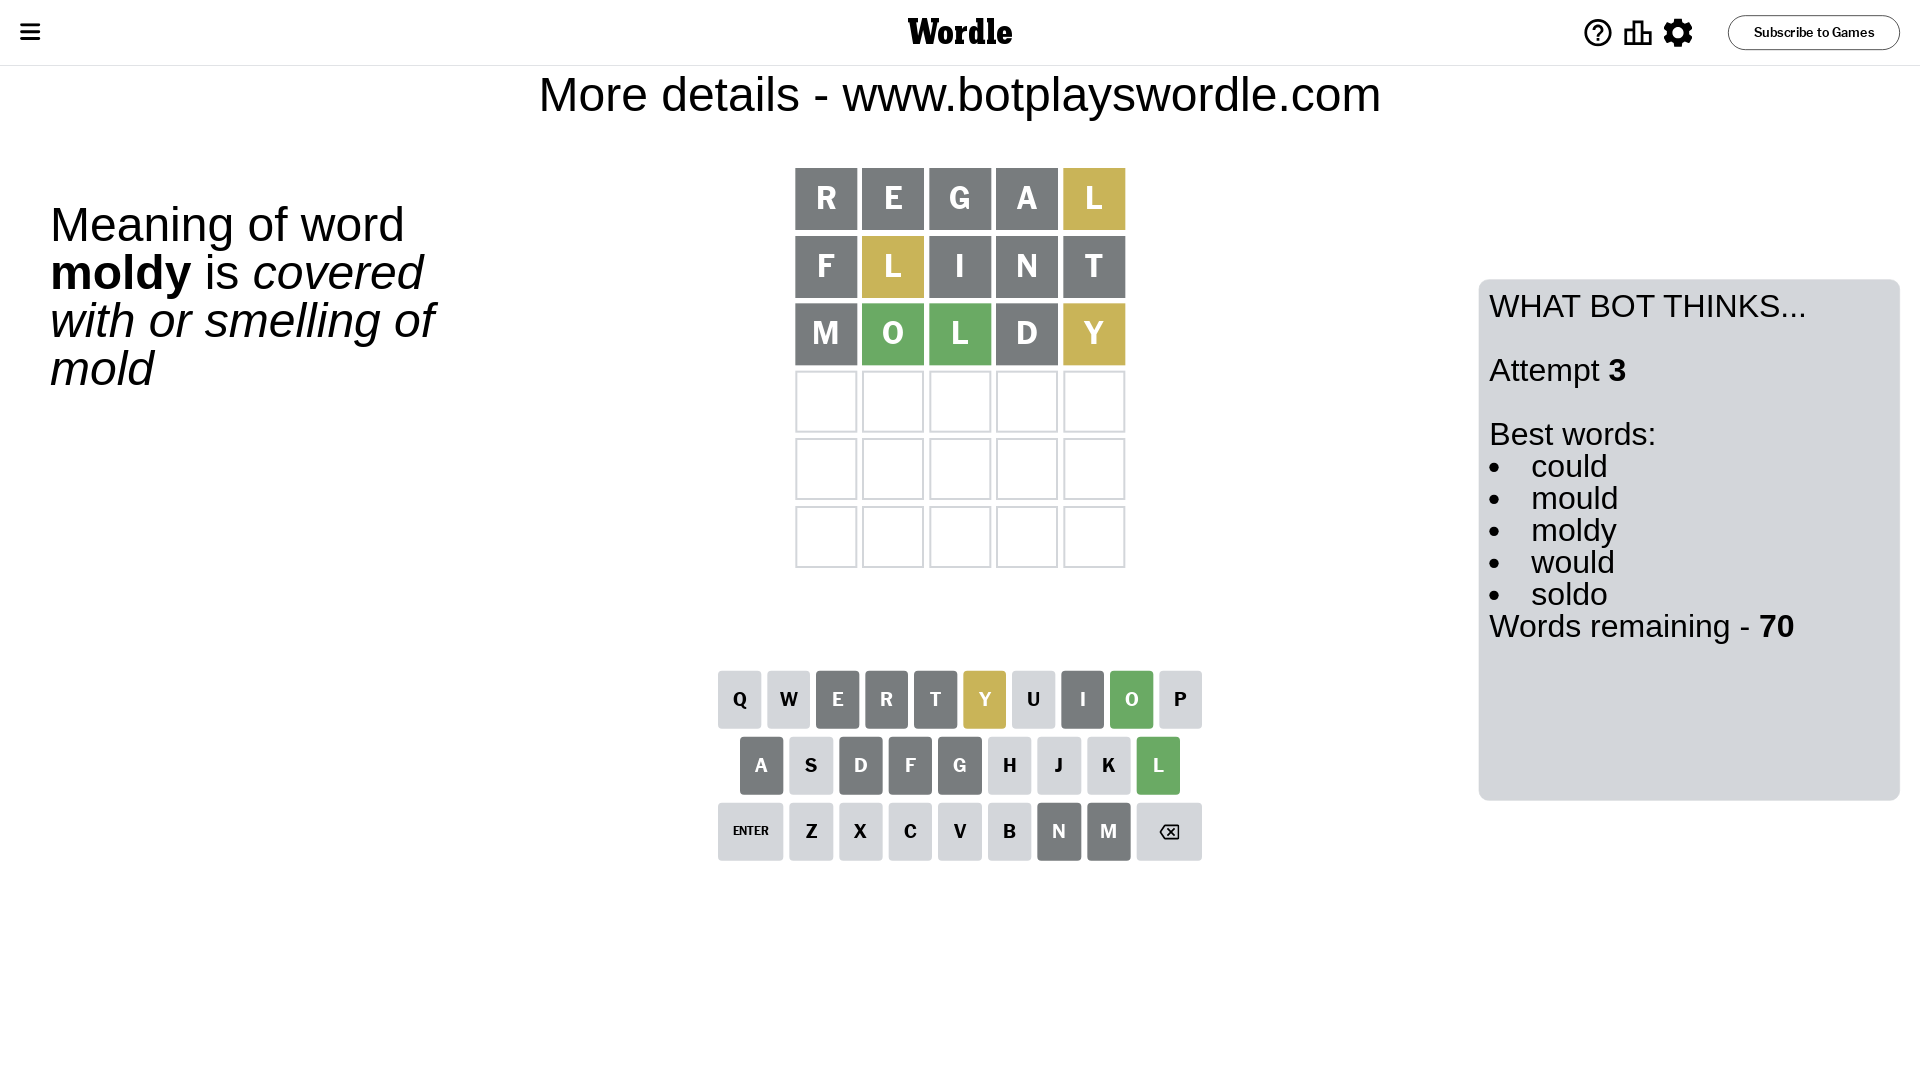 Wordle
Subscribe to Games
More details - www.botplayswordle.com
Meaning of word
moldy is covered
with or smelling of
mold
R E G A L
F L I N T
M O L D Y
WHAT BOT THINKS...
Attempt 3
Best words:
• could
• mould
• moldy
• would
• soldo
Words remaining - 70
Q W E R T Y U I O P
A S D F G H J K L
ENTER Z X C V B N M